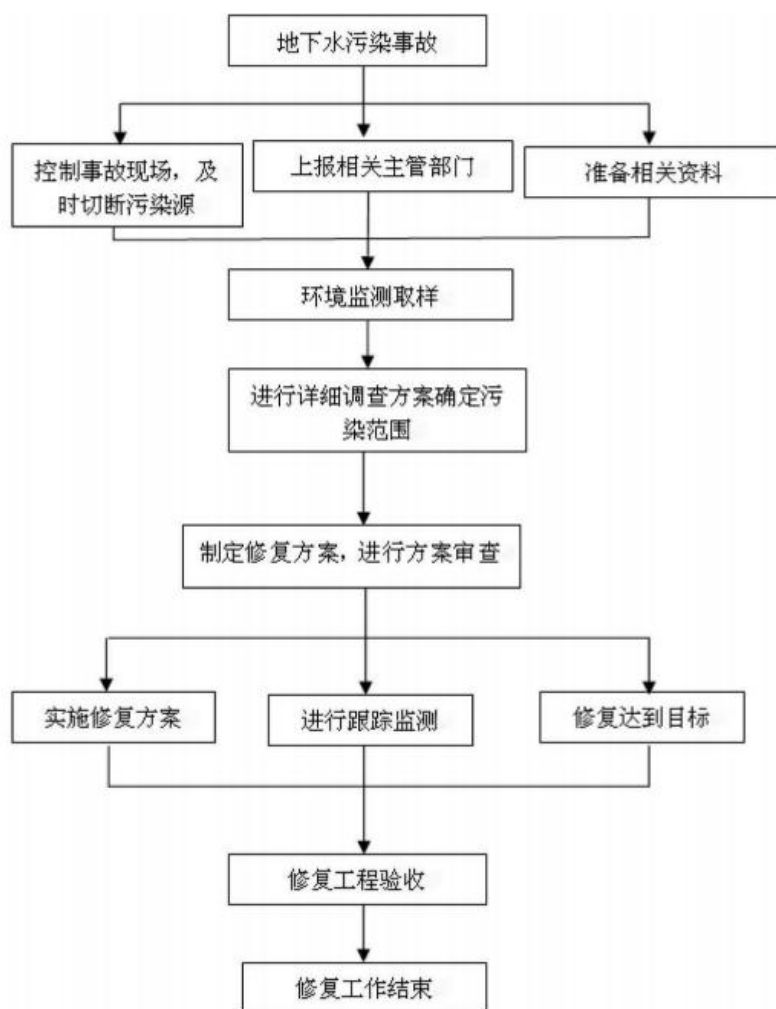 地下水污染事故
控制事故现场，及
时切断污染源
上报相关主管部门
准备相关资料
环境监测取样
进行详细调查方案确定污
染范围
制定修复方案，进行方案审查
实施修复方案
进行跟踪监测
修复达到目标
修复工程验收
修复工作结束